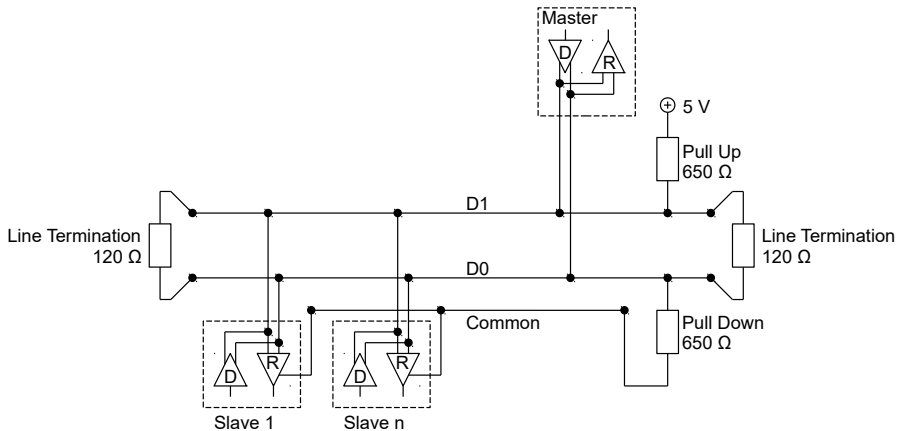 Master
D
R
5 V
Pull Up
650 Ω
D1
Line Termination
120 Ω
Line Termination
120 Ω
D0
Common
Pull Down
650 Ω
D
R
D
R
Slave 1
Slave n